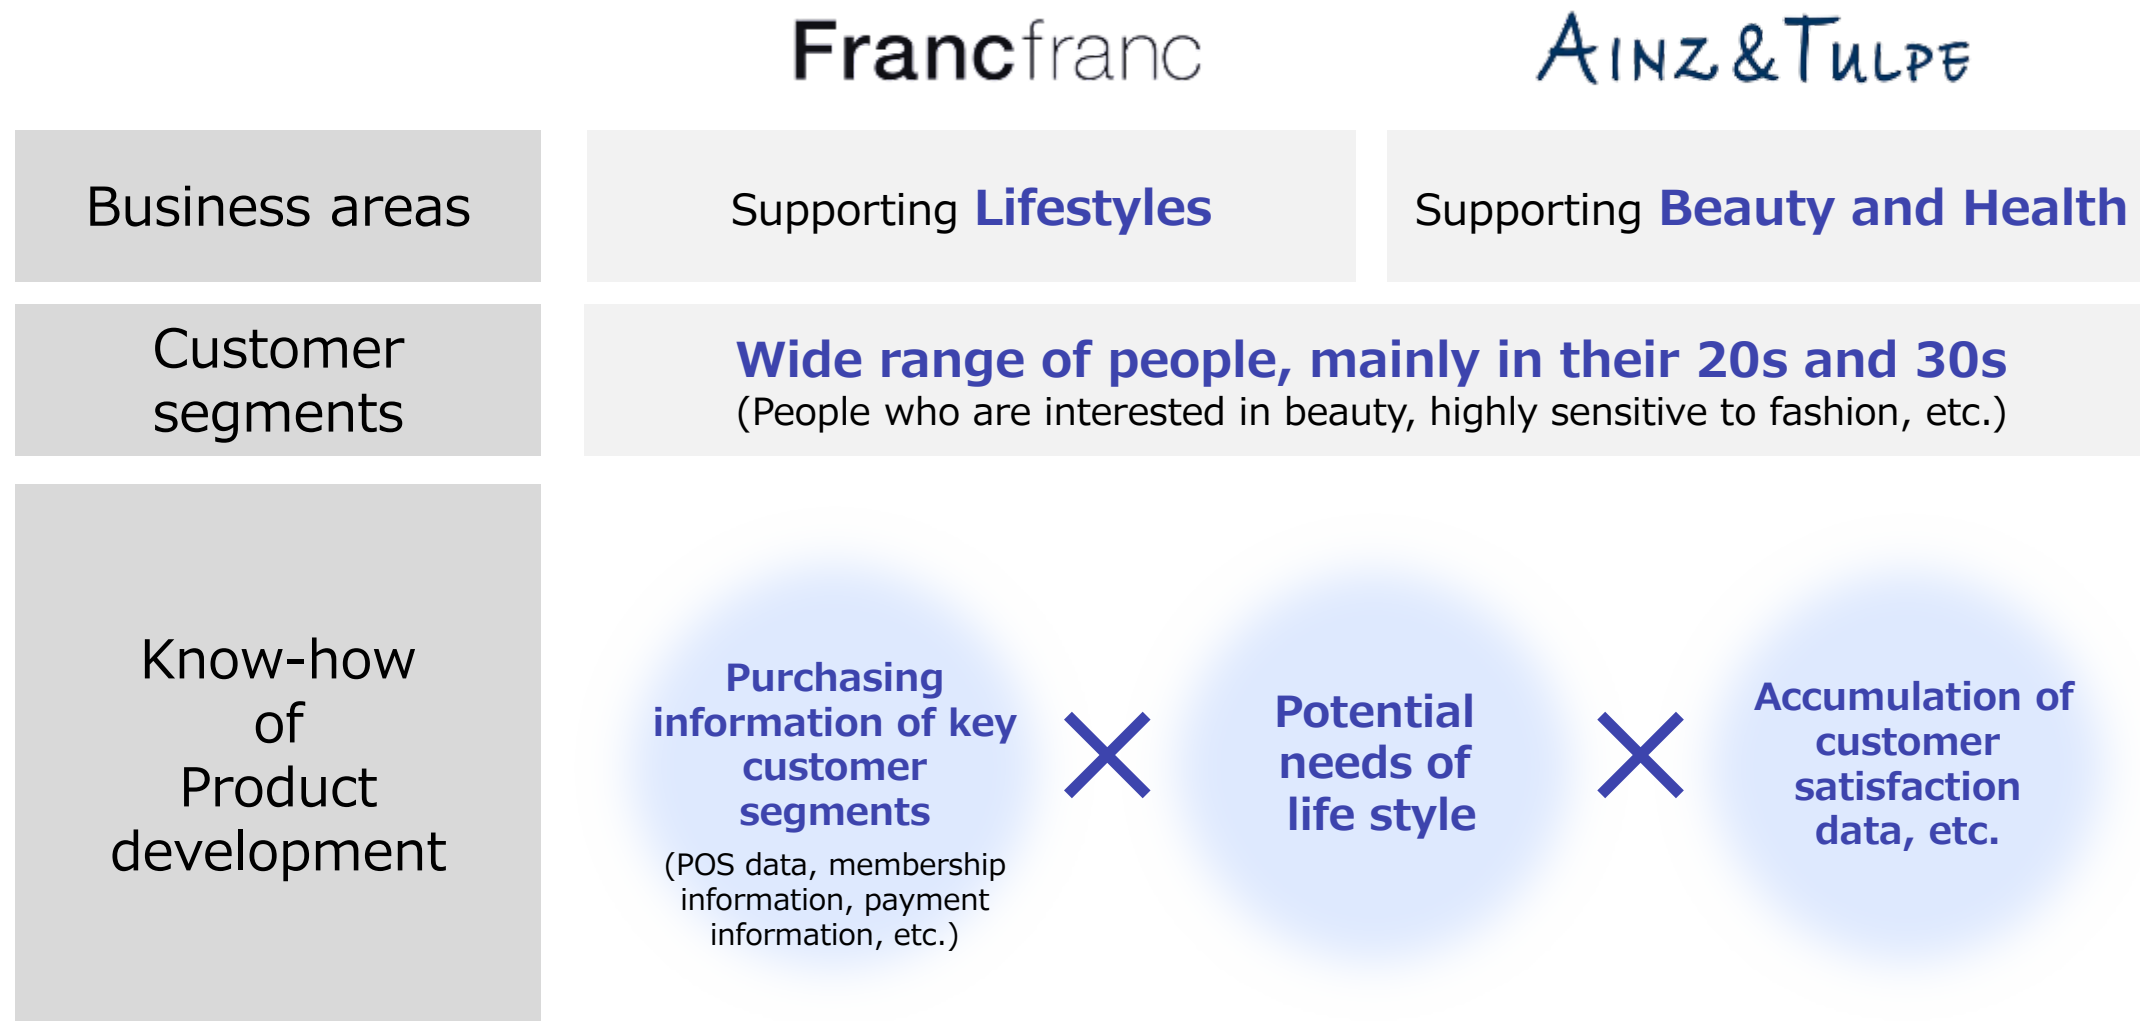 Francfranc
AINZ & TULPE
Business areas
Supporting Lifestyles
Supporting Beauty and Health
Customer
segments
Wide range of people, mainly in their 20s and 30s
(People who are interested in beauty, highly sensitive to fashion, etc.)
Know-how
of
Product
development
Purchasing
information of key
customer
segments
(POS data, membership
information, payment
information, etc.)
×
Potential
needs of
life style
×
Accumulation of
customer
satisfaction
data, etc.